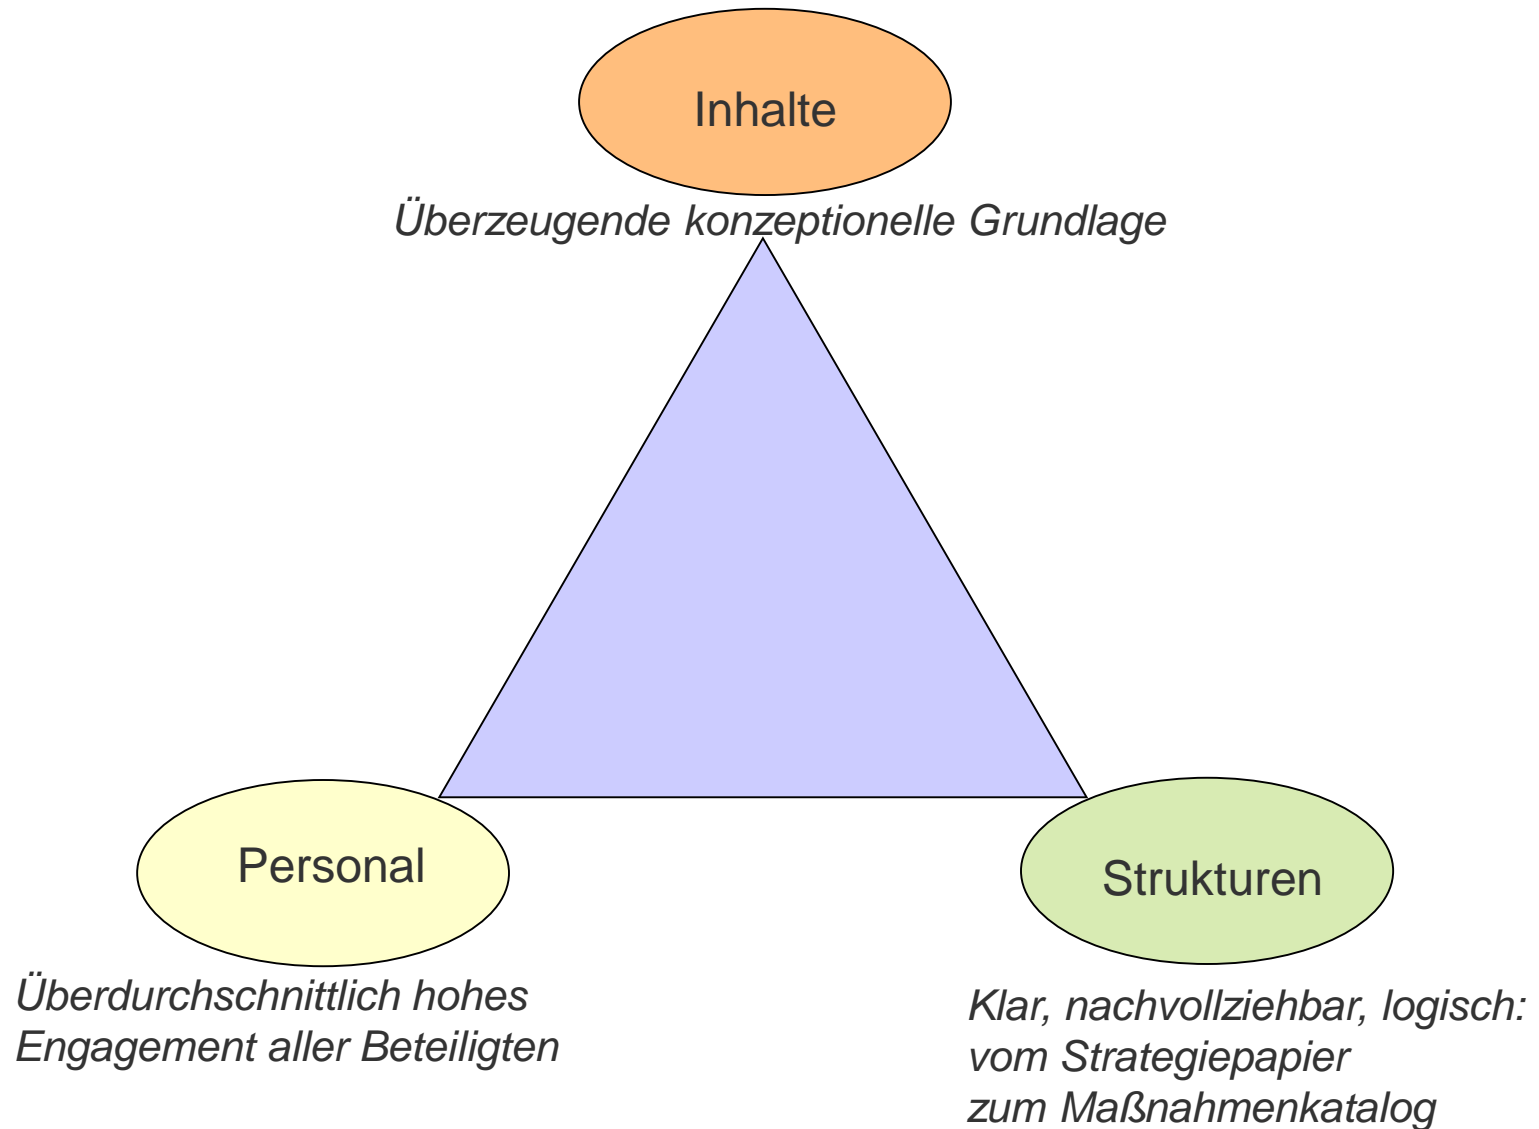 Inhalte
Überzeugende konzeptionelle Grundlage
Personal
Überdurchschnittlich hohes
Engagement aller Beteiligten
Strukturen
Klar, nachvollziehbar, logisch:
vom Strategiepapier
zum Maßnahmenkatalog